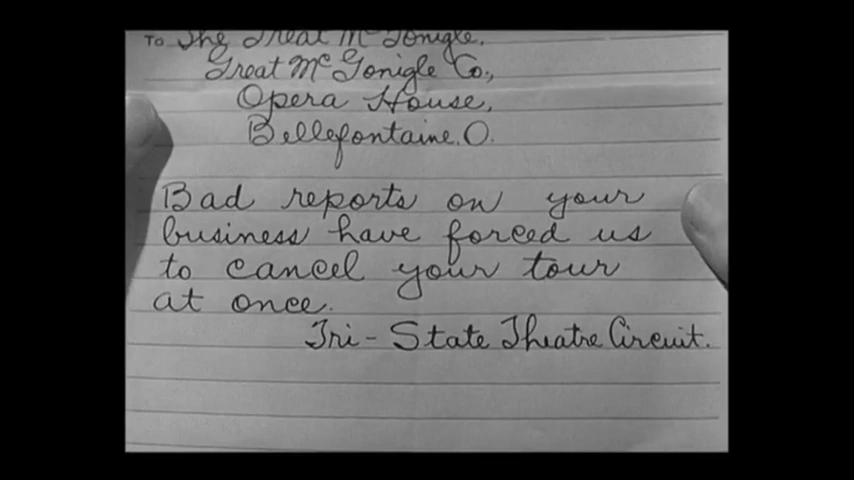 To The Great McGonigle.
Great McGonigle Co.,
Opera House,
Bellefontaine. O.
Bad reports on your
business have forced us
to cancel your tour
at once.
Tri-State Theatre Circuit.